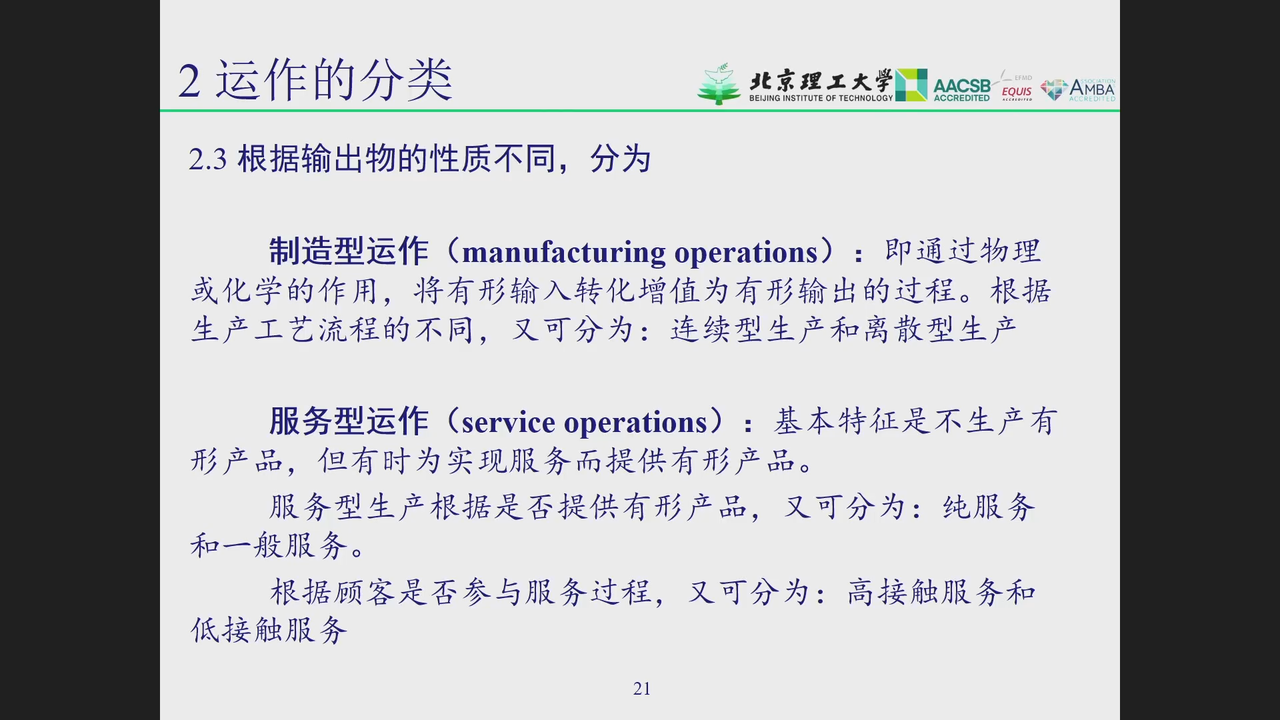 2 运作的分类
北京理工大学
BEIJING INSTITUTE OF TECHNOLOGY
AACSB
ACCREDITED
EFMD
EQUIS
ACCREDITED
ASSOCIATION
AMBA
ACCREDITED
2.3 根据输出物的性质不同，分为
制造型运作（manufacturing operations）：即通过物理
或化学的作用，将有形输入转化增值为有形输出的过程。根据
生产工艺流程的不同，又可分为：连续型生产和离散型生产
服务型运作（service operations）：基本特征是不生产有
形产品，但有时为实现服务而提供有形产品。
服务型生产根据是否提供有形产品，又可分为：纯服务
和一般服务。
根据顾客是否参与服务过程，又可分为：高接触服务和
低接触服务
21